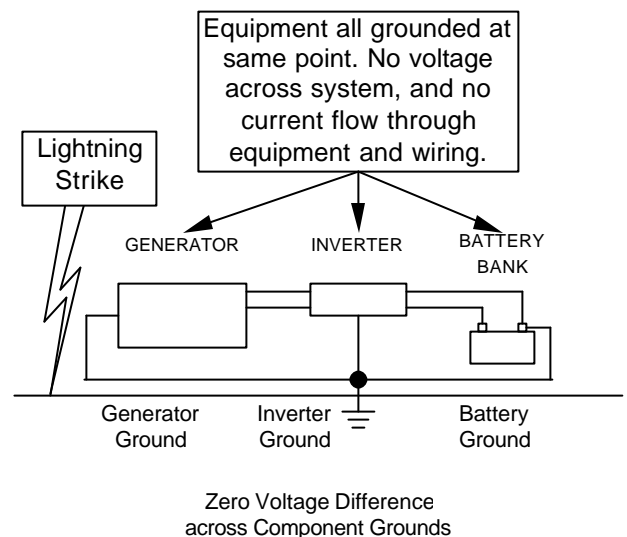 Equipment all grounded at
same point. No voltage
across system, and no
current flow through
equipment and wiring.
Lightning
Strike
GENERATOR
INVERTER
BATTERY
BANK
Generator
Ground
Inverter
Ground
Battery
Ground
Zero Voltage Difference
across Component Grounds